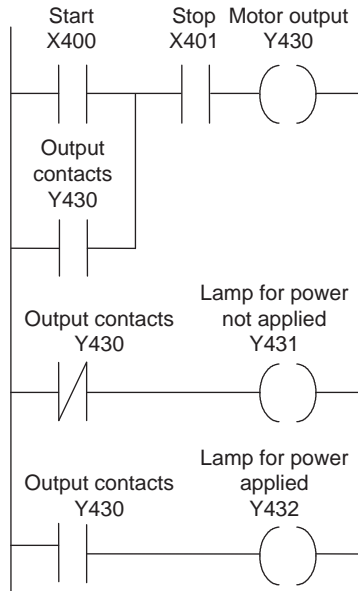 Start
X400
Stop
X401
Motor output
Y430
Output
contacts
Y430
Output contacts
Y430
Lamp for power
not applied
Y431
Output contacts
Y430
Lamp for power
applied
Y432